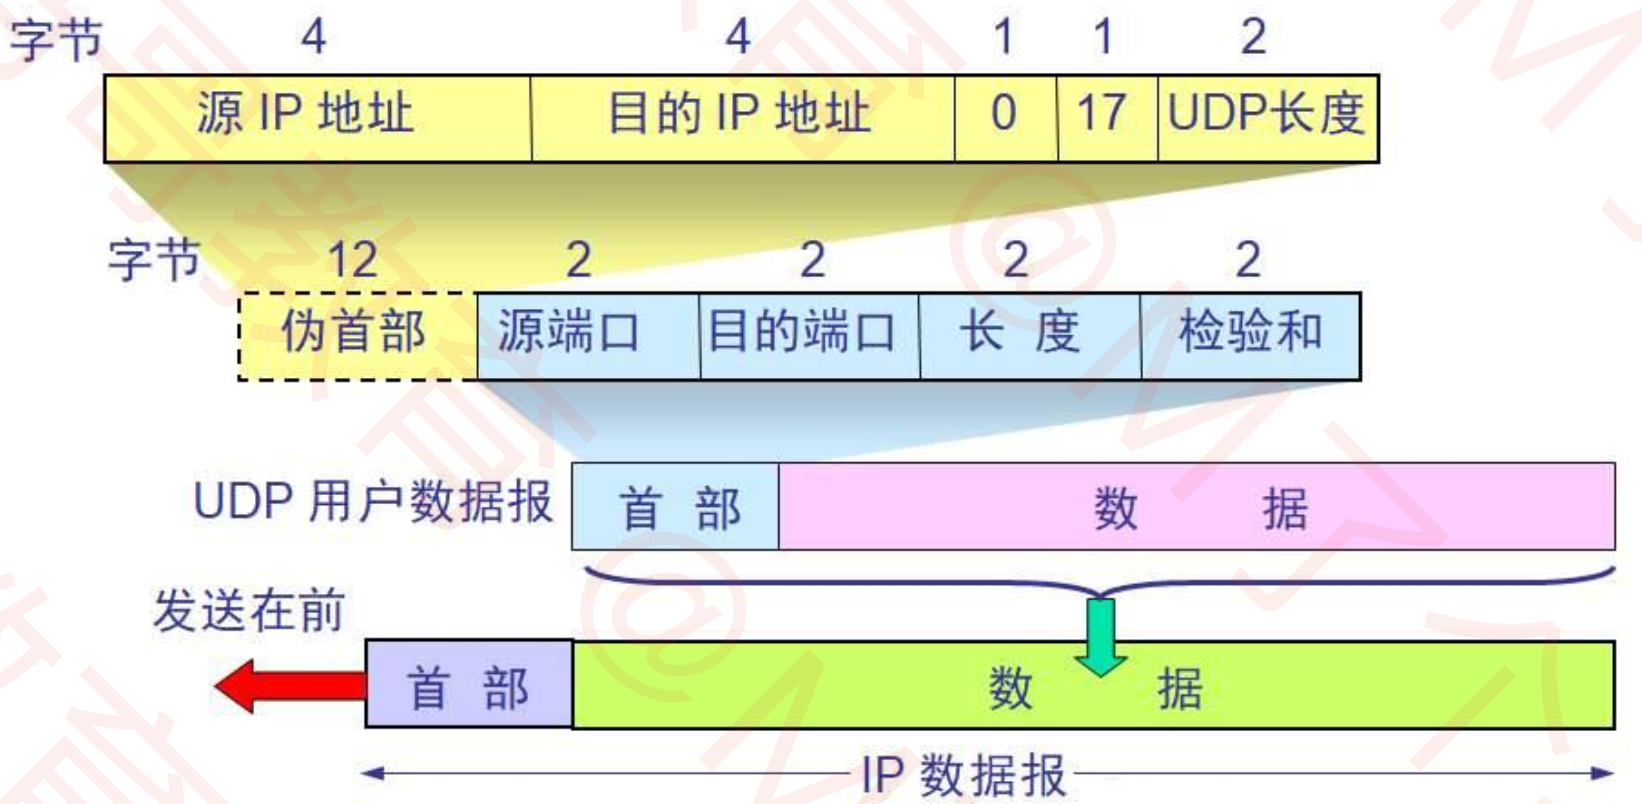 字节 4 4 1 1 2
源 IP 地址 目的 IP 地址 0 17 UDP长度
字节 12 2 2 2 2
伪首部 源端口 目的端口 长 度 检验和
UDP 用户数据报 首 部 数 据
发送在前
首 部 数 据
IP 数据报